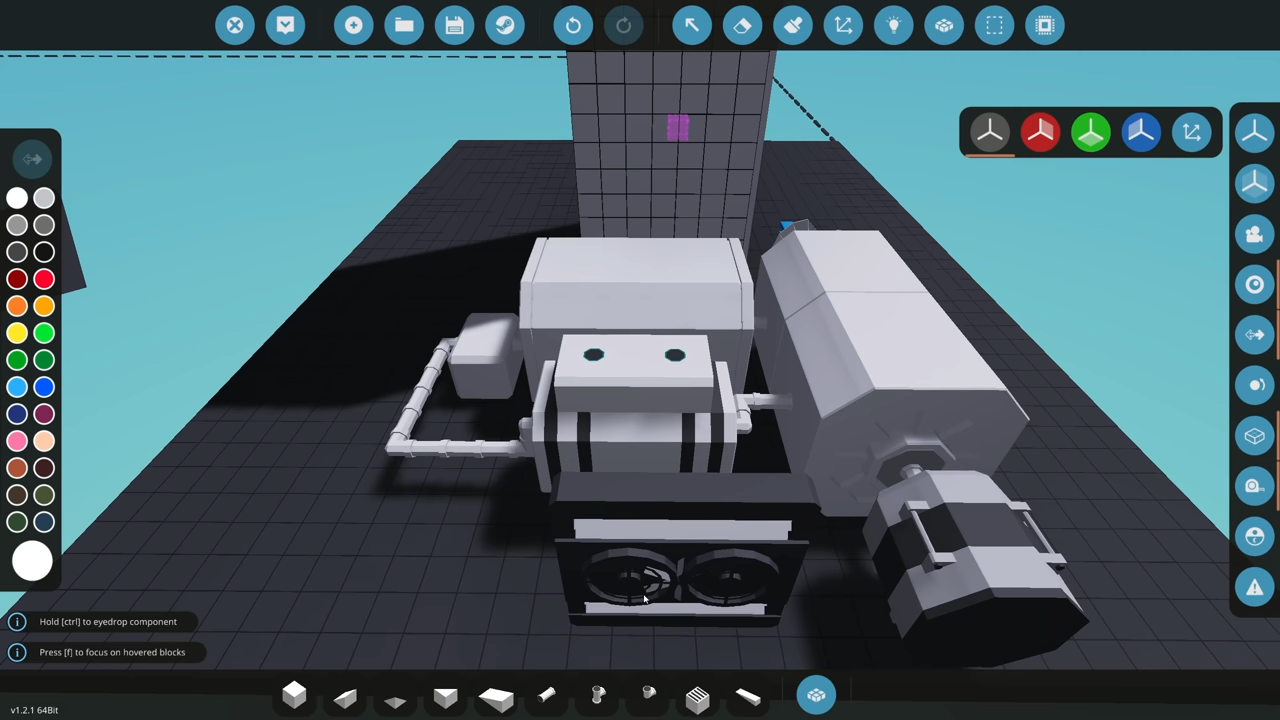 Hold [ctrl] to eyedrop component
Press [f] to focus on hovered blocks
v1.2.1 64Bit